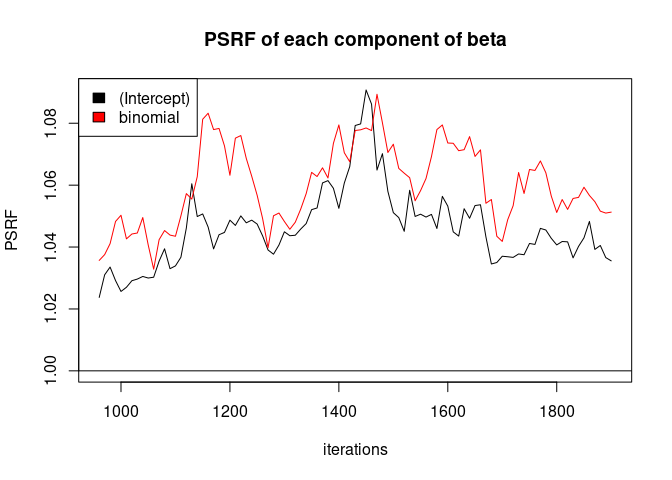 PSRF of each component of beta
(Intercept)
binomial
PSRF
1.08
1.06
1.04
1.02
1.00
1000 1200 1400 1600 1800
iterations